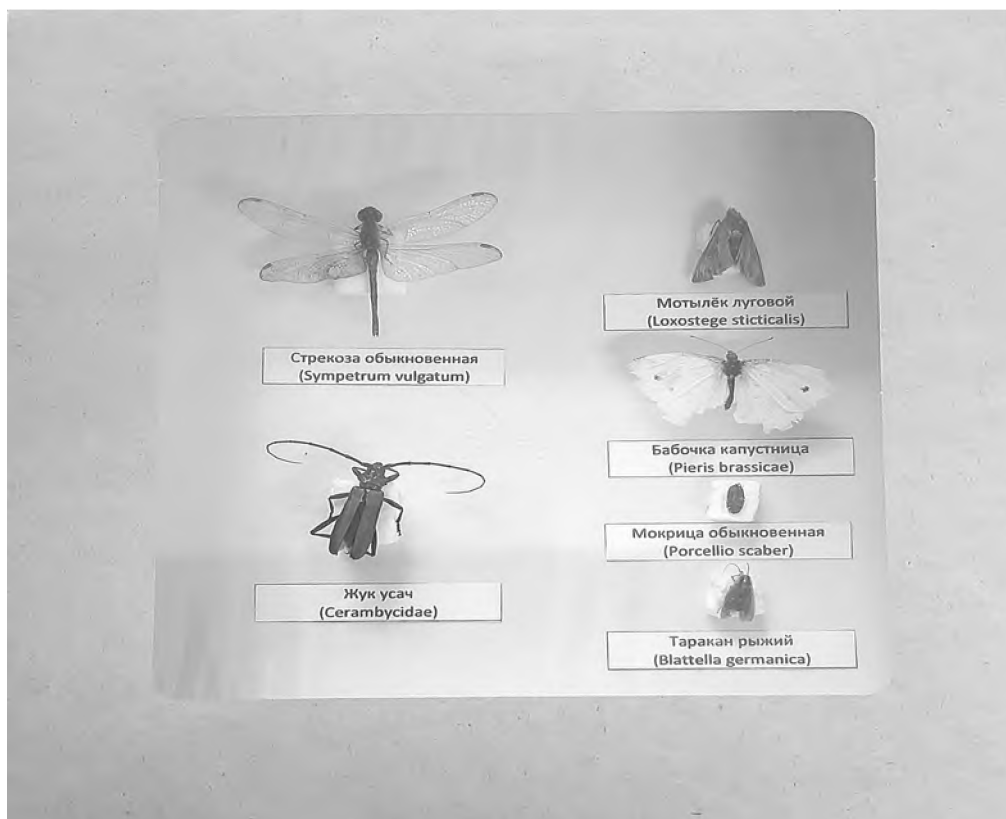 Стрекоза обыкновенная
(Sympetrum vulgatum)
Жук усач
(Cerambycidae)
Мотылёк луговой
(Loxostege sticticalis)
Бабочка капустница
(Pieris brassicae)
Мокрица обыкновенная
(Porcellio scaber)
Таракан рыжий
(Blattella germanica)